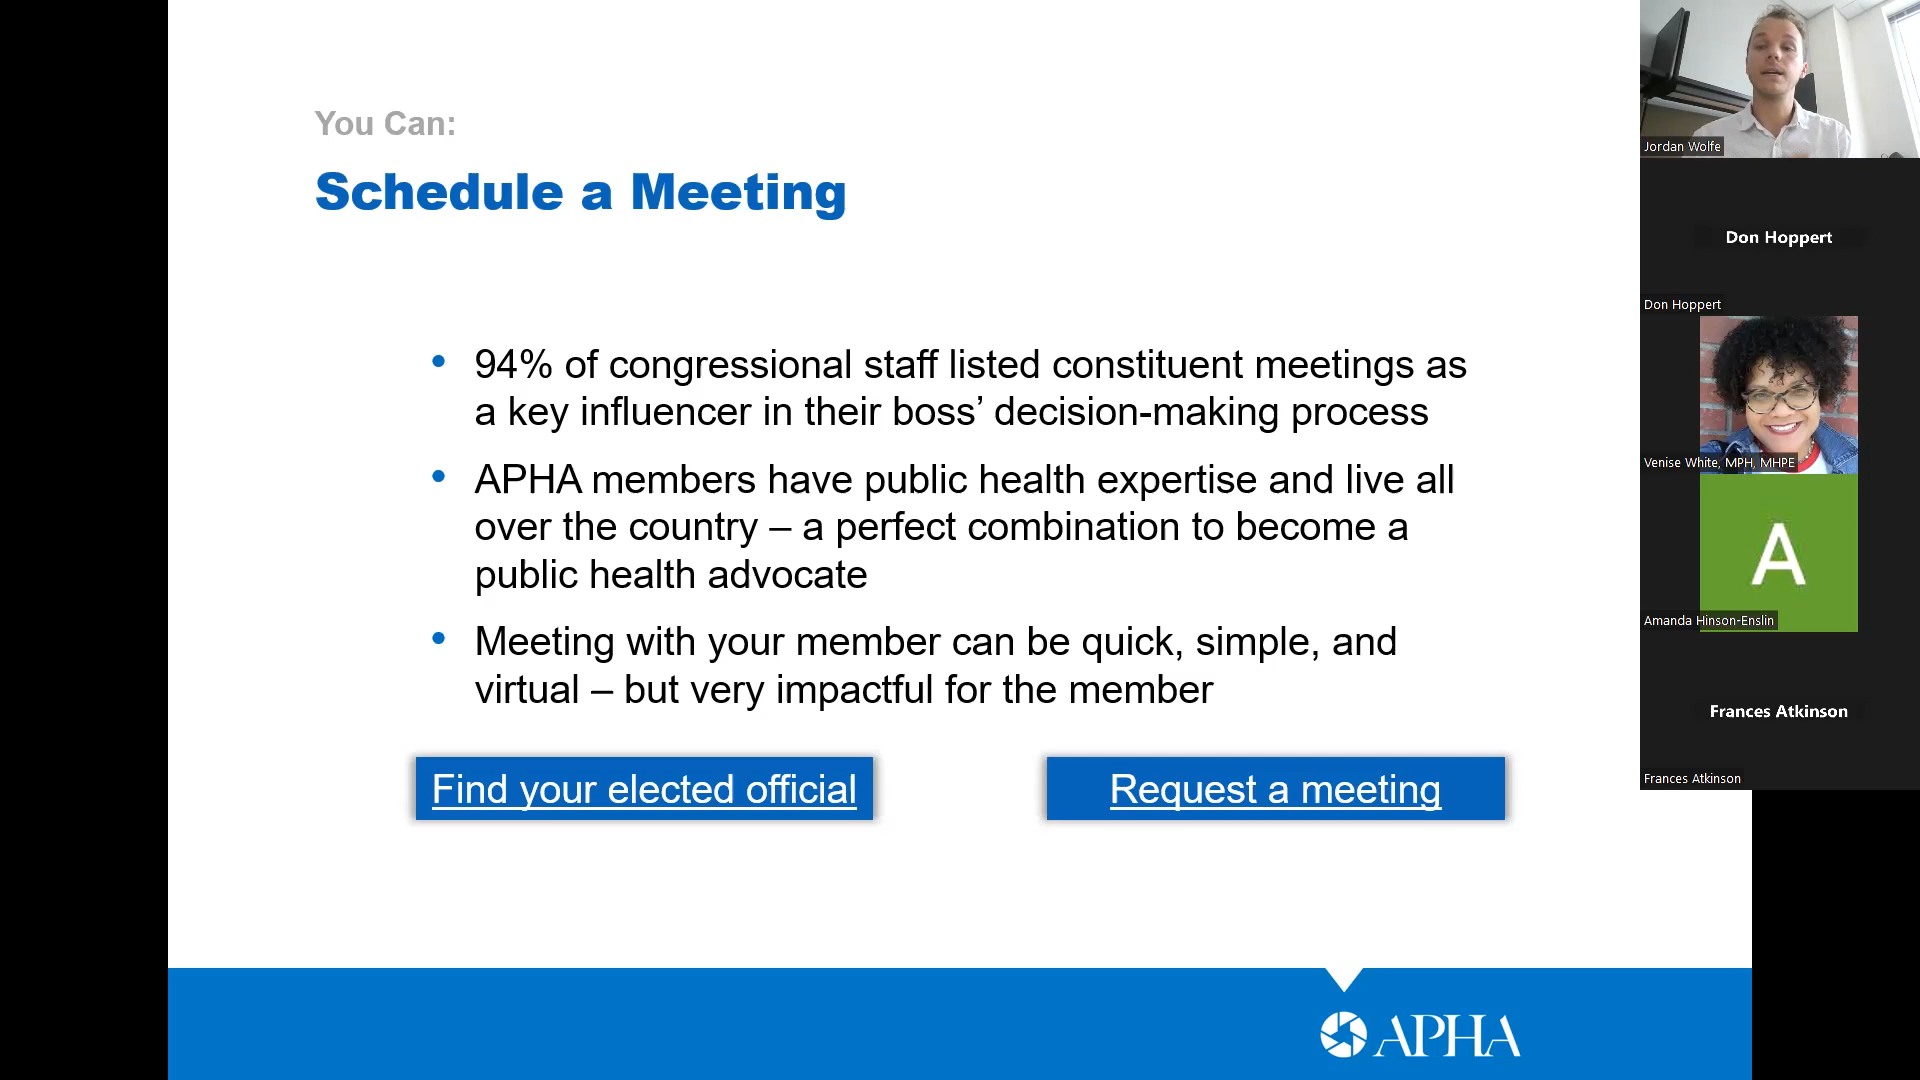 You Can:
Schedule a Meeting
• 94% of congressional staff listed constituent meetings as
a key influencer in their boss’ decision-making process
• APHA members have public health expertise and live all
over the country – a perfect combination to become a
public health advocate
• Meeting with your member can be quick, simple, and
virtual – but very impactful for the member
Find your elected official
Request a meeting
APHA
Jordan Wolfe
Don Hoppert
Don Hoppert
Venise White, MPH, MHPE
A
Amanda Hinson-Enslin
Frances Atkinson
Frances Atkinson